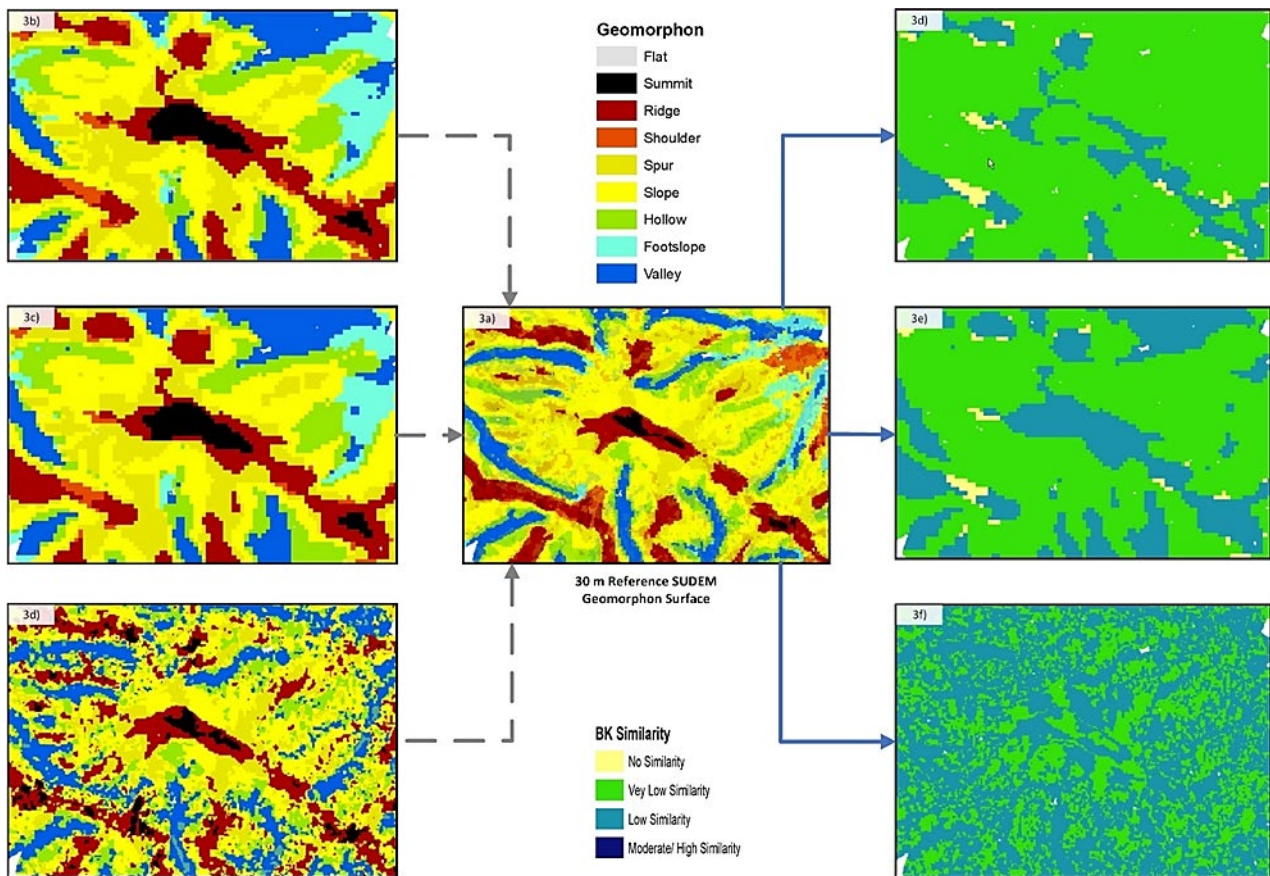 3b)
Geomorphon
Flat
Summit
Ridge
Shoulder
Spur
Slope
Hollow
Footslope
Valley
3d)
3c)
3a)
3e)
30 m Reference SUDEM
Geomorphon Surface
3d)
3f)
BK Similarity
No Similarity
Vey Low Similarity
Low Similarity
Moderate/ High Similarity